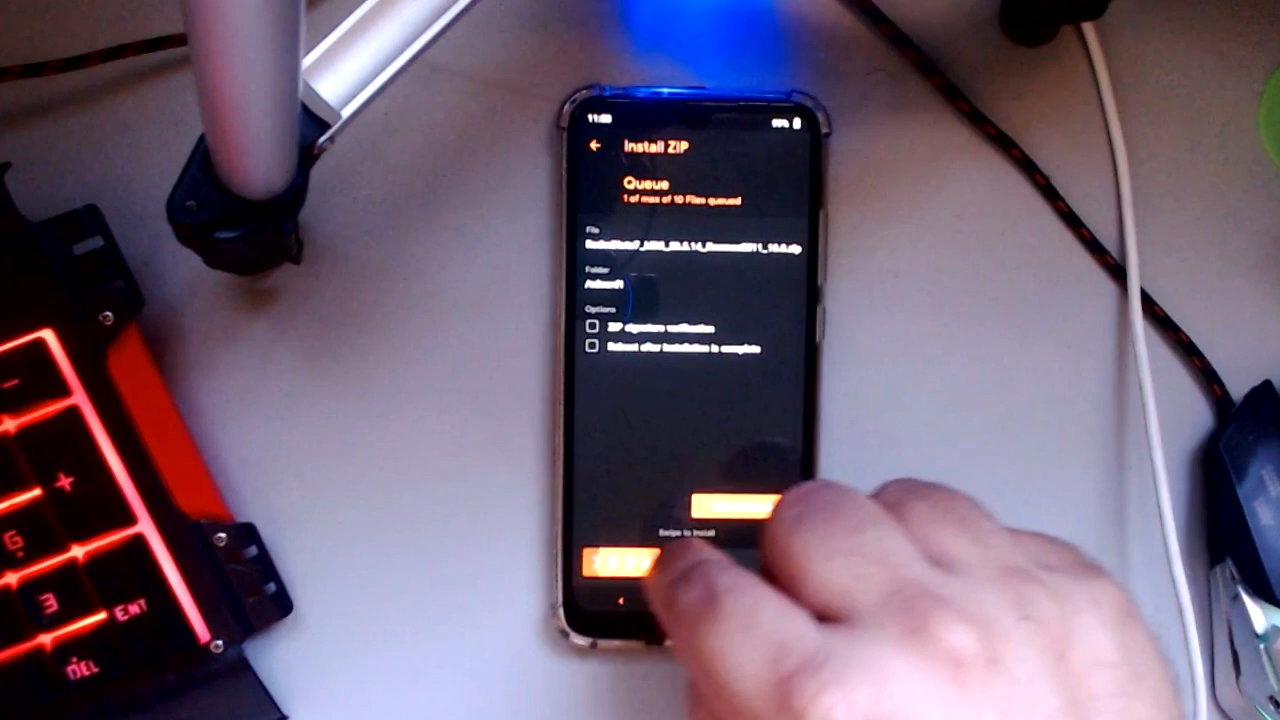 Install ZIP
Queue
1 of max of 10 Files queued
File
Folder
Options
ZIP signature verification
Reboot after installation is complete
Swipe to Install
-
+
3
ENT
DEL